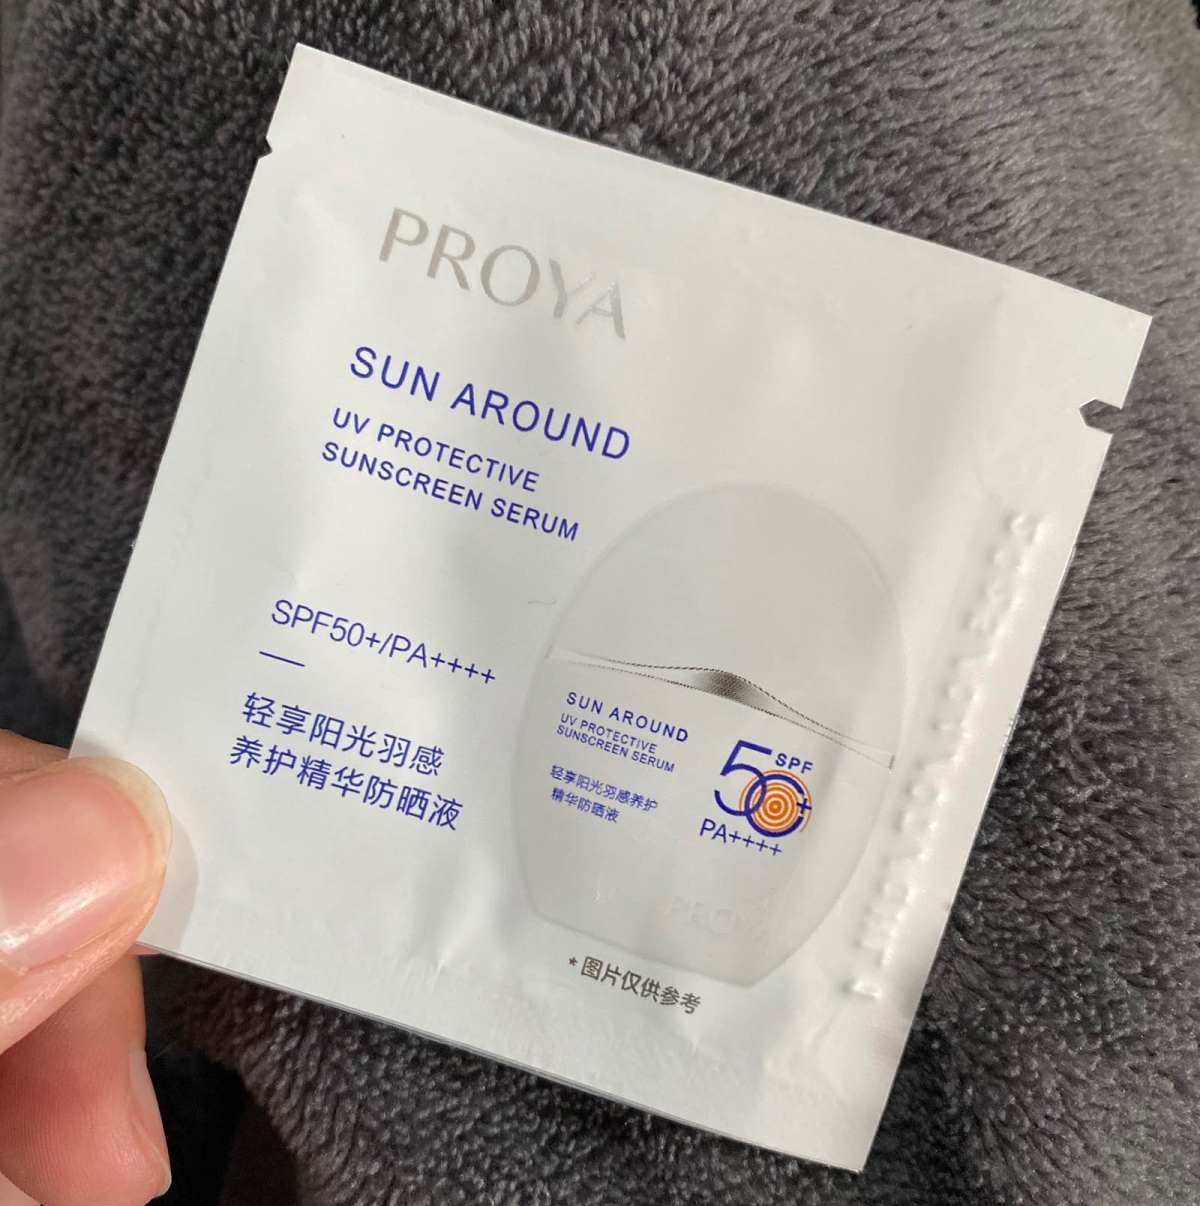 PROYA
SUN AROUND
UV PROTECTIVE
SUNSCREEN SERUM
SPF50+/PA++++
轻享阳光羽感
养护精华防晒液
SUN AROUND
UV PROTECTIVE
SUNSCREEN SERUM
轻享阳光羽感养护
精华防晒液
SPF
50+
PA++++
PROYA
*图片仅供参考